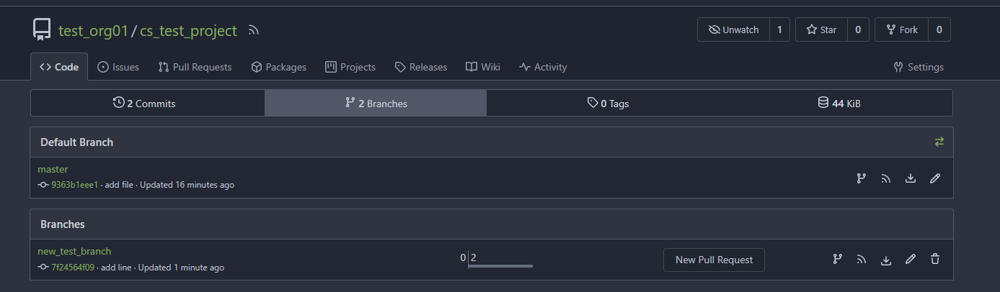 test_org01/cs_test_project
Unwatch 1 Star 0 Fork 0
Code Issues Pull Requests Packages Projects Releases Wiki Activity Settings
2 Commits 2 Branches 0 Tags 44 KiB
Default Branch
master
9363b1eee1 · add file · Updated 16 minutes ago
Branches
new_test_branch
0 2 New Pull Request
7f24564f09 · add line · Updated 1 minute ago